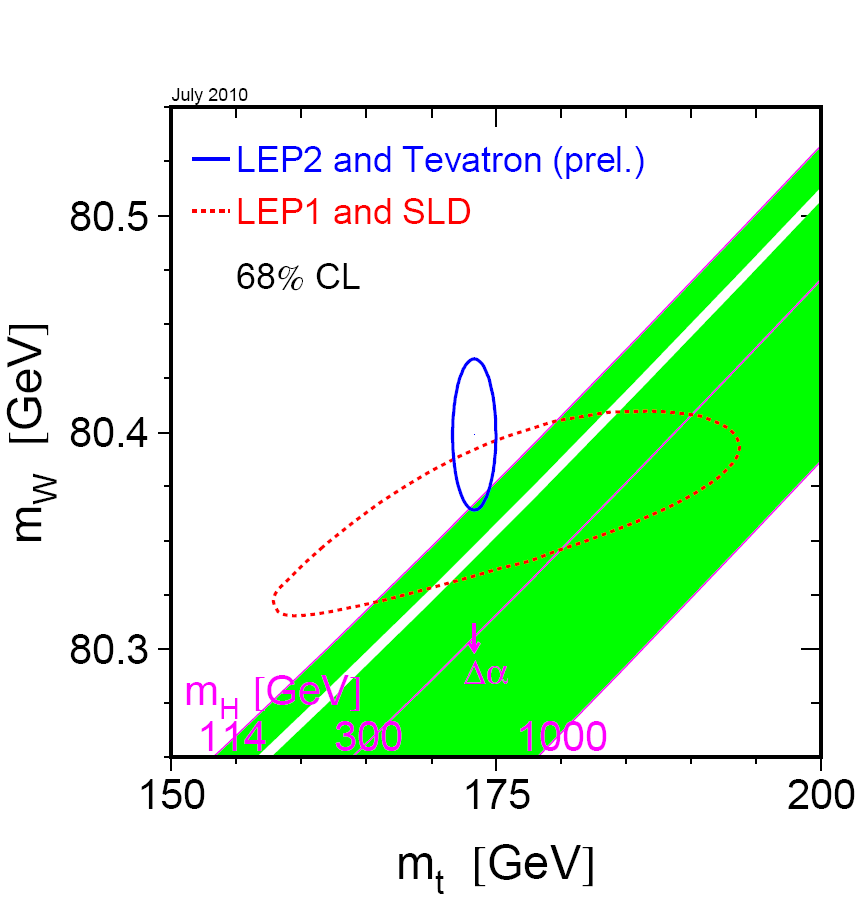 July 2010
LEP2 and Tevatron (prel.)
LEP1 and SLD
68% CL
80.5
80.4
80.3
m_W [GeV]
Δα
m_H [GeV]
114 300 1000
150 175 200
m_t [GeV]